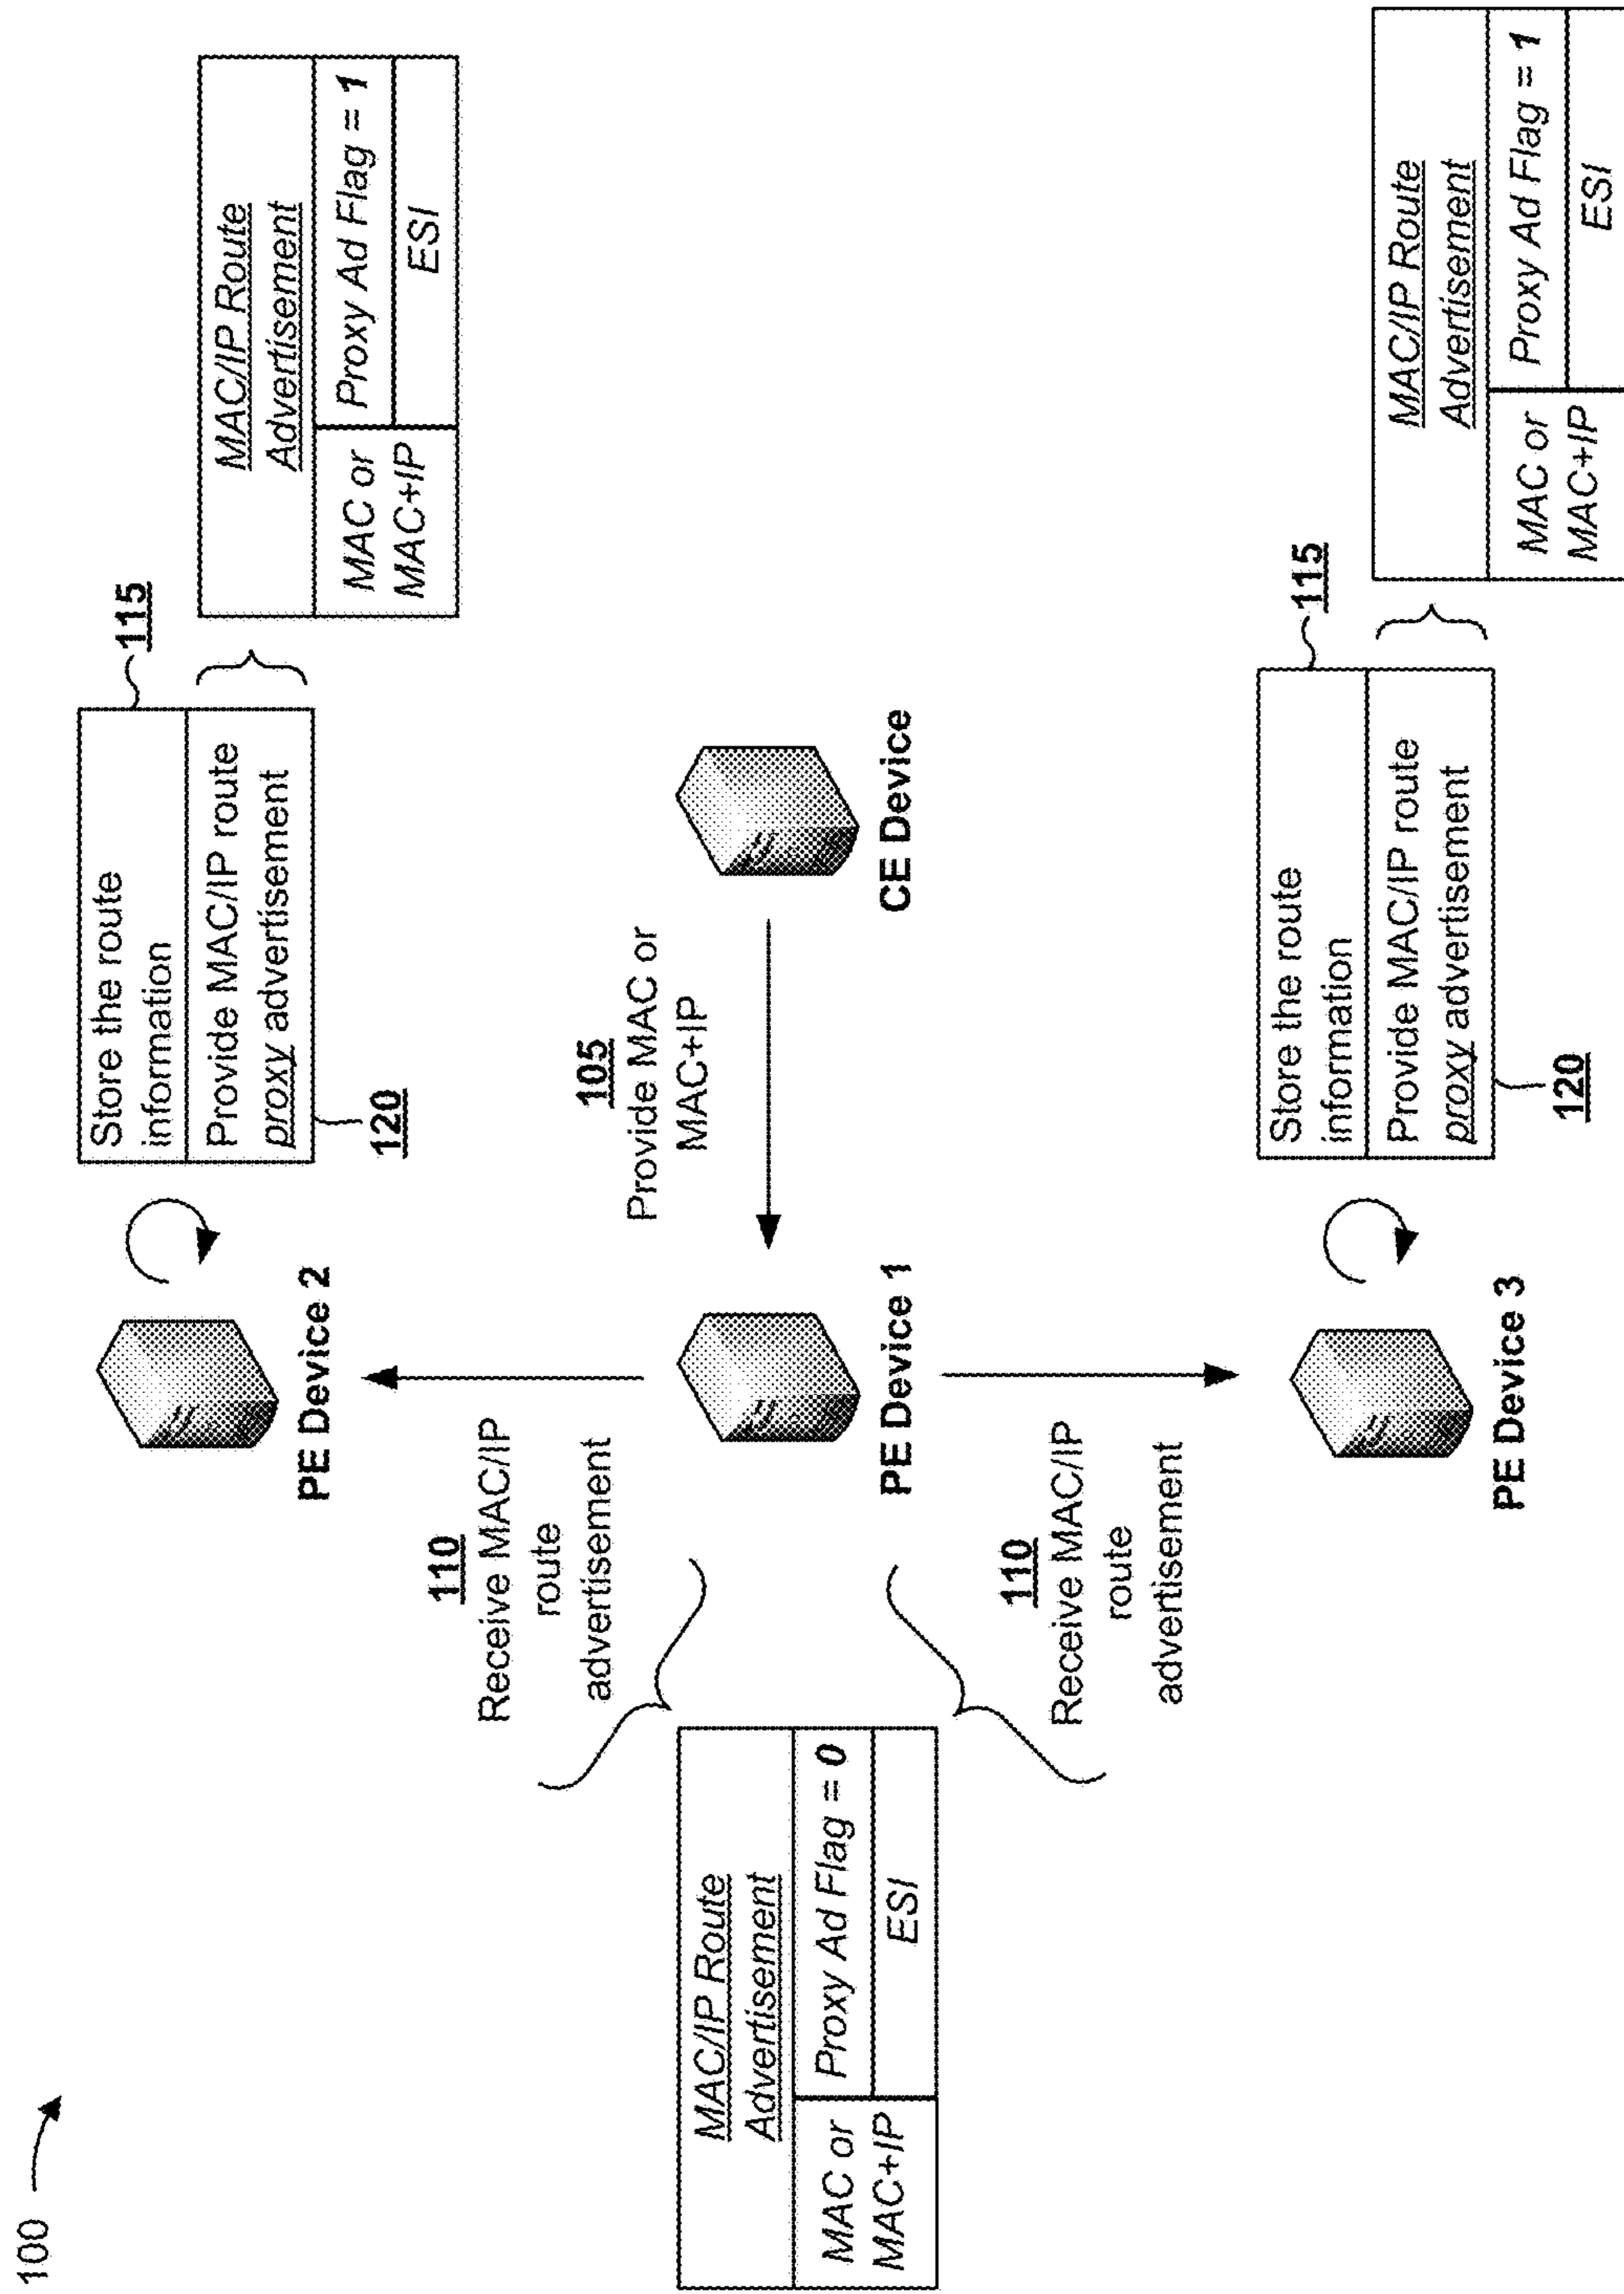 100
MAC/IP Route
Advertisement
MAC or
MAC+IP
Proxy Ad Flag = 0
ESI
110
Receive MAC/IP
route
advertisement
110
Receive MAC/IP
route
advertisement
PE Device 2
PE Device 1
PE Device 3
Store the route
information
Provide MAC/IP route
proxy advertisement
115
120
MAC/IP Route
Advertisement
MAC or
MAC+IP
Proxy Ad Flag = 1
ESI
105
Provide MAC or
MAC+IP
CE Device
Store the route
information
Provide MAC/IP route
proxy advertisement
115
120
MAC/IP Route
Advertisement
MAC or
MAC+IP
Proxy Ad Flag = 1
ESI